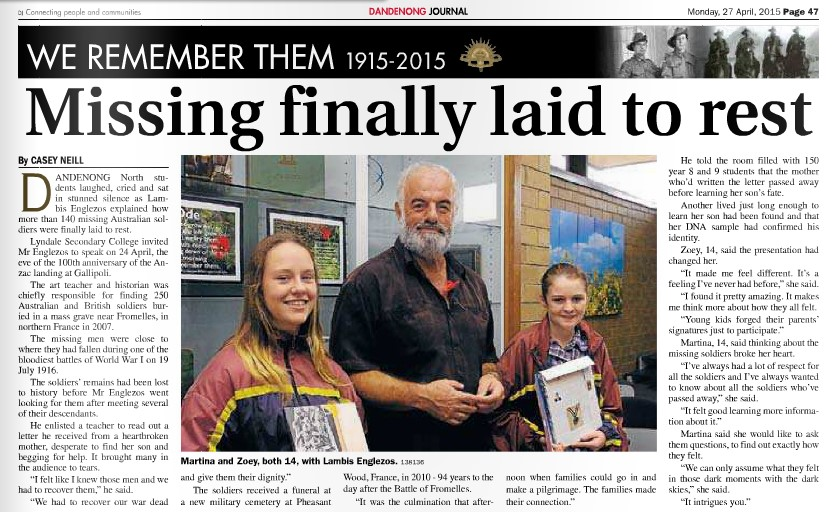 Connecting people and communities
DANDENONG JOURNAL
Monday, 27 April, 2015 Page 47
WE REMEMBER THEM 1915-2015
Missing finally laid to rest
By CASEY NEILL
DANDENONG North stu-
dents laughed, cried and sat
in stunned silence as Lam-
bis Englezos explained how
more than 140 missing Australian sol-
diers were finally laid to rest.
Lyndale Secondary College invited
Mr Englezos to speak on 24 April, the
eve of the 100th anniversary of the An-
zac landing at Gallipoli.
The art teacher and historian was
chiefly responsible for finding 250
Australian and British soldiers bur-
ied in a mass grave near Fromelles, in
northern France in 2007.
The missing men were close to
where they had fallen during one of the
bloodiest battles of World War I on 19
July 1916.
The soldiers' remains had been lost
to history before Mr Englezos went
looking for them after meeting several
of their descendants.
He enlisted a teacher to read out a
letter he received from a heartbroken
mother, desperate to find her son and
begging for help. It brought many in
the audience to tears.
"I felt like I knew those men and we
had to recover them," he said.
"We had to recover our war dead
Ode
Martina and Zoey, both 14, with Lambis Englezos. 138136
and give them their dignity."
The soldiers received a funeral at
a new military cemetery at Pheasant
Wood, France, in 2010 - 94 years to the
day after the Battle of Fromelles.
"It was the culmination that after-
noon when families could go in and
make a pilgrimage. The families made
their connection."
He told the room filled with 150
year 8 and 9 students that the mother
who'd written the letter passed away
before learning her son's fate.
Another lived just long enough to
learn her son had been found and that
her DNA sample had confirmed his
identity.
Zoey, 14, said the presentation had
changed her.
"It made me feel different. It's a
feeling I've never had before," she said.
"I found it pretty amazing. It makes
me think more about how they all felt.
"Young kids forged their parents'
signatures just to participate."
Martina, 14, said thinking about the
missing soldiers broke her heart.
"I've always had a lot of respect for
all the soldiers and I've always wanted
to know about all the soldiers who've
passed away," she said.
"It felt good learning more informa-
tion about it."
Martina said she would like to ask
them questions, to find out exactly how
they felt.
"We can only assume what they felt
in those dark moments with the dark
skies," she said.
"It intrigues you."